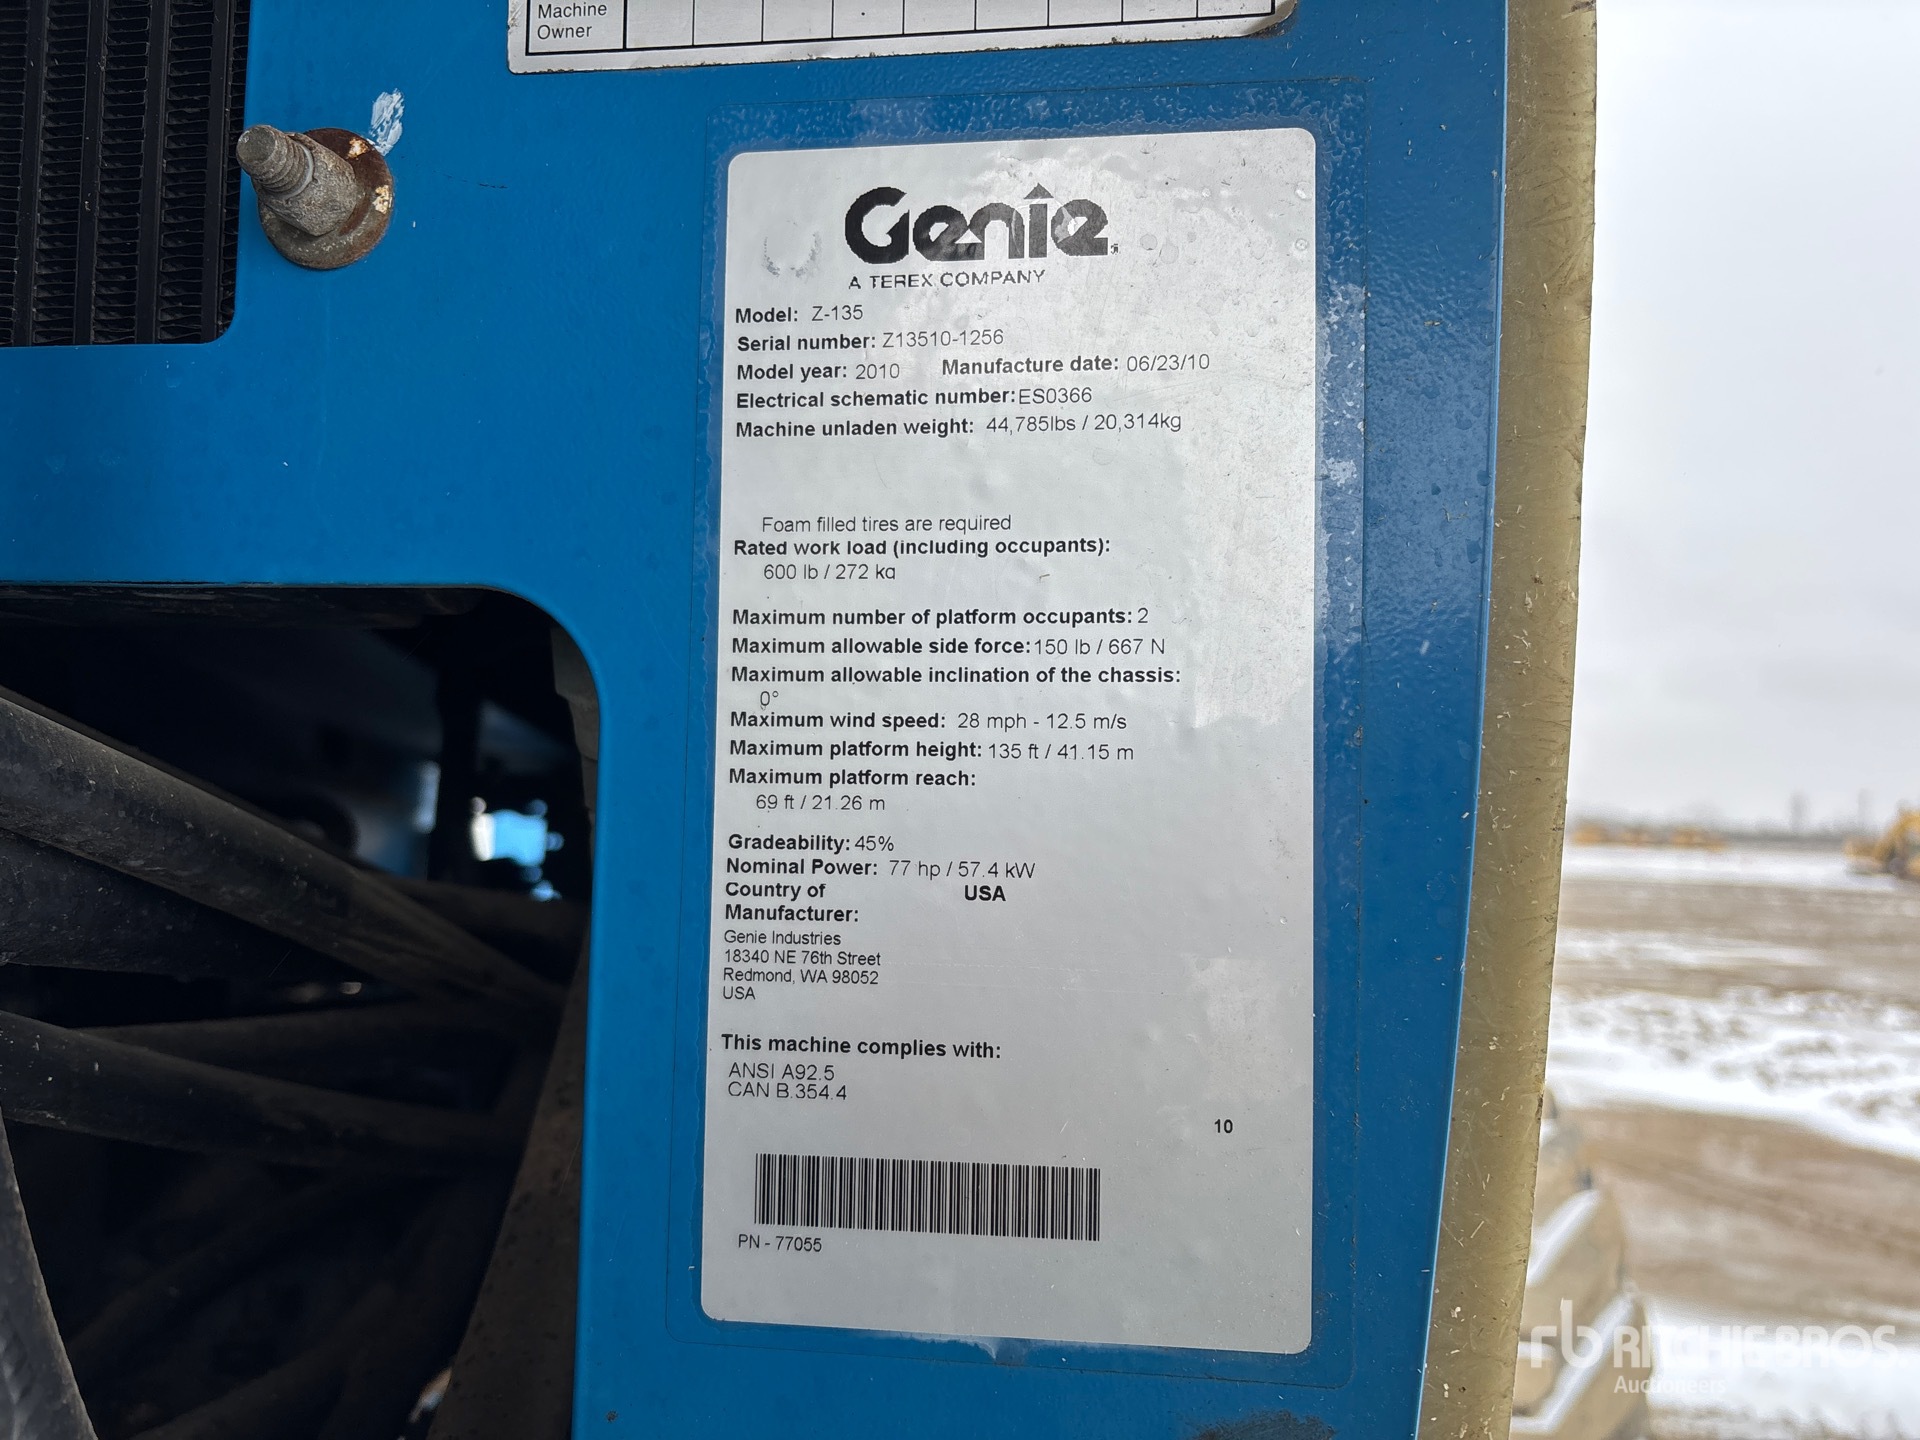 Machine
Owner
Genie
A TEREX COMPANY
Model: Z-135
Serial number: Z13510-1256
Model year: 2010 Manufacture date: 06/23/10
Electrical schematic number: ES0366
Machine unladen weight: 44,785lbs / 20,314kg
Foam filled tires are required
Rated work load (including occupants):
600 lb / 272 kg
Maximum number of platform occupants: 2
Maximum allowable side force: 150 lb / 667 N
Maximum allowable inclination of the chassis:
0°
Maximum wind speed: 28 mph - 12.5 m/s
Maximum platform height: 135 ft / 41.15 m
Maximum platform reach:
69 ft / 21.26 m
Gradeability: 45%
Nominal Power: 77 hp / 57.4 kW
Country of USA
Manufacturer:
Genie Industries
18340 NE 76th Street
Redmond, WA 98052
USA
This machine complies with:
ANSI A92.5
CAN B.354.4
10
PN - 77055
rb RITCHIE BROS.
Auctioneers